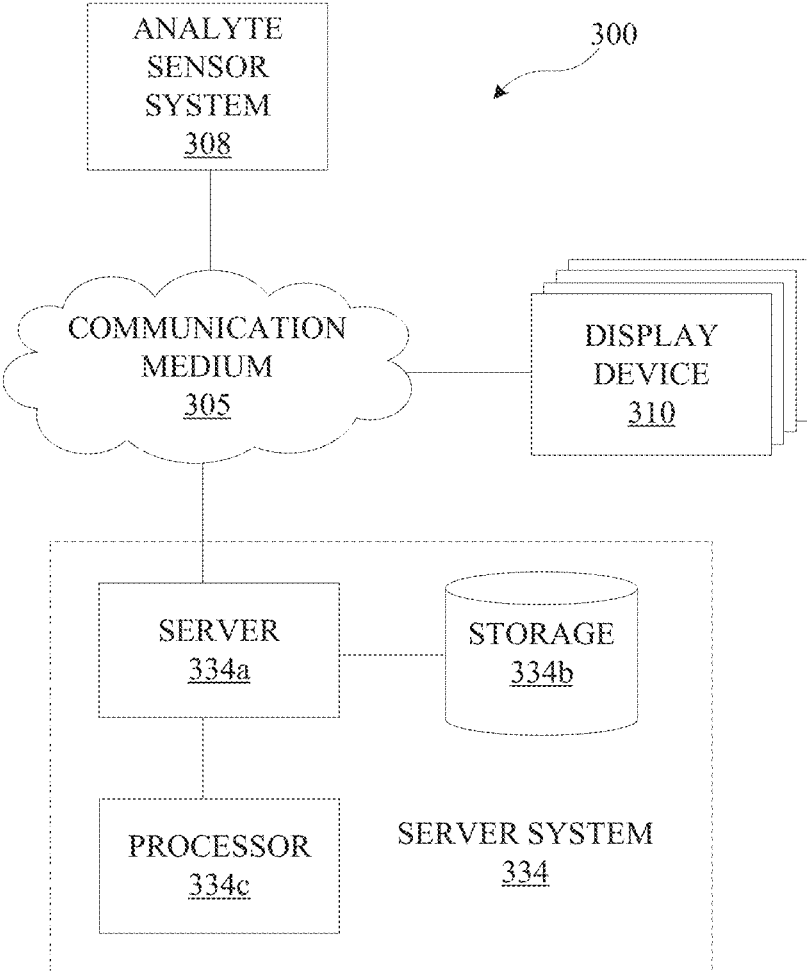 ANALYTE
SENSOR
SYSTEM
308
300
COMMUNICATION
MEDIUM
305
DISPLAY
DEVICE
310
SERVER
334a
STORAGE
334b
PROCESSOR
334c
SERVER SYSTEM
334